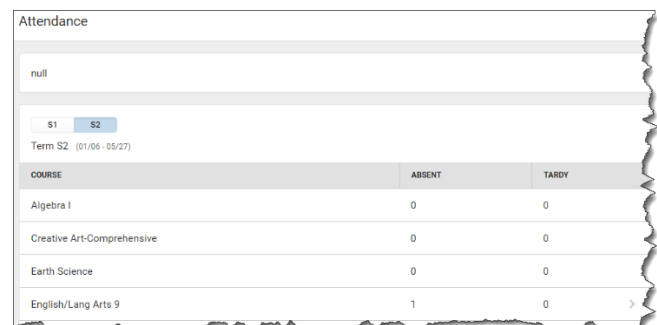 Attendance
null
S1 S2
Term S2 (01/06 - 05/27)
COURSE ABSENT TARDY
Algebra I 0 0
Creative Art-Comprehensive 0 0
Earth Science 0 0
English/Lang Arts 9 1 0